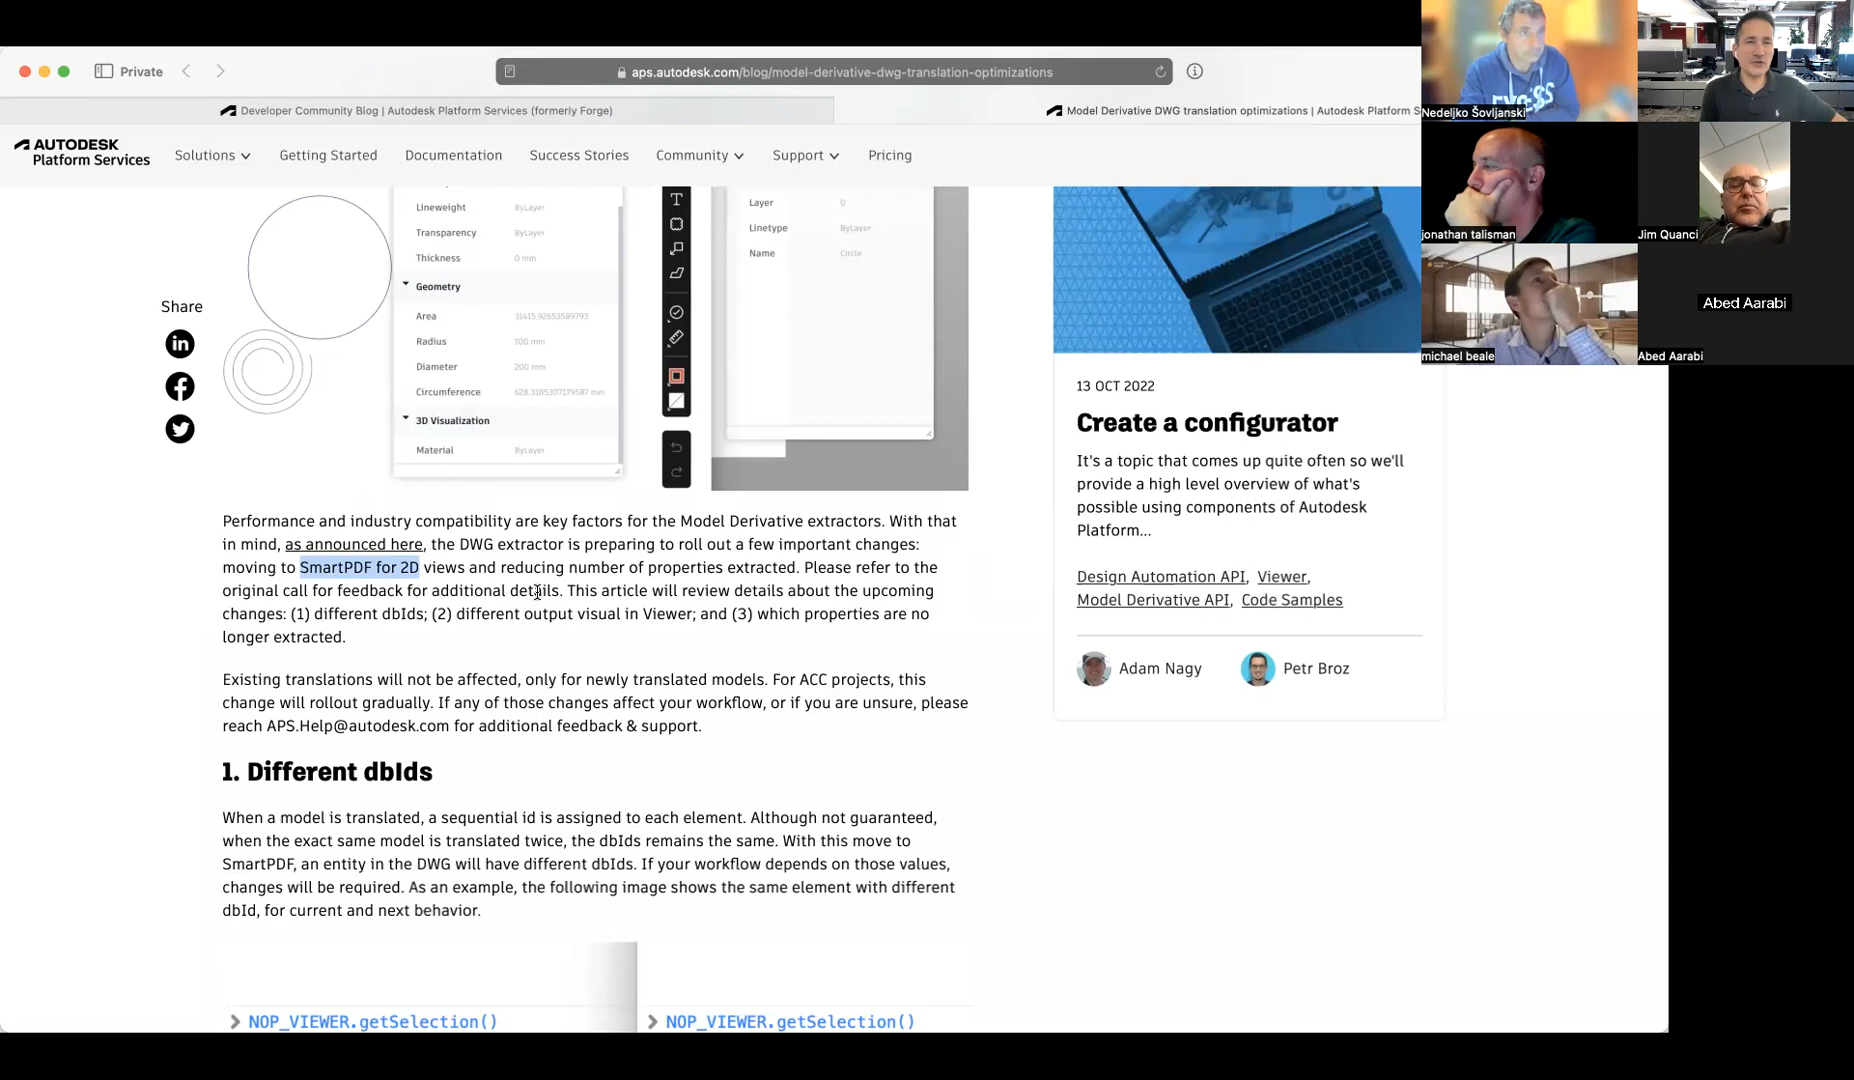 Private
aps.autodesk.com/blog/model-derivative-dwg-translation-optimizations
Developer Community Blog | Autodesk Platform Services (formerly Forge)
Model Derivative DWG translation optimizations | Autodesk Platform S
AUTODESK
Platform Services
Solutions
Getting Started
Documentation
Success Stories
Community
Support
Pricing
Share
Lineweight ByLayer
Transparency ByLayer
Thickness 0 mm
Geometry
Area 31415.92653589793
Radius 100 mm
Diameter 200 mm
Circumference 628.3185307179587 mm
3D Visualization
Material ByLayer
T
Layer 0
Linetype ByLayer
Name Circle
Performance and industry compatibility are key factors for the Model Derivative extractors. With that
in mind, as announced here, the DWG extractor is preparing to roll out a few important changes:
moving to SmartPDF for 2D views and reducing number of properties extracted. Please refer to the
original call for feedback for additional details. This article will review details about the upcoming
changes: (1) different dbIds; (2) different output visual in Viewer; and (3) which properties are no
longer extracted.
Existing translations will not be affected, only for newly translated models. For ACC projects, this
change will rollout gradually. If any of those changes affect your workflow, or if you are unsure, please
reach APS.Help@autodesk.com for additional feedback & support.
1. Different dbIds
When a model is translated, a sequential id is assigned to each element. Although not guaranteed,
when the exact same model is translated twice, the dbIds remains the same. With this move to
SmartPDF, an entity in the DWG will have different dbIds. If your workflow depends on those values,
changes will be required. As an example, the following image shows the same element with different
dbId, for current and next behavior.
NOP_VIEWER.getSelection()
NOP_VIEWER.getSelection()
13 OCT 2022
Create a configurator
It's a topic that comes up quite often so we'll
provide a high level overview of what's
possible using components of Autodesk
Platform...
Design Automation API, Viewer,
Model Derivative API, Code Samples
Adam Nagy
Petr Broz
Nedeljko Šovljanski
jonathan talisman
Jim Quanci
michael beale
Abed Aarabi
Abed Aarabi